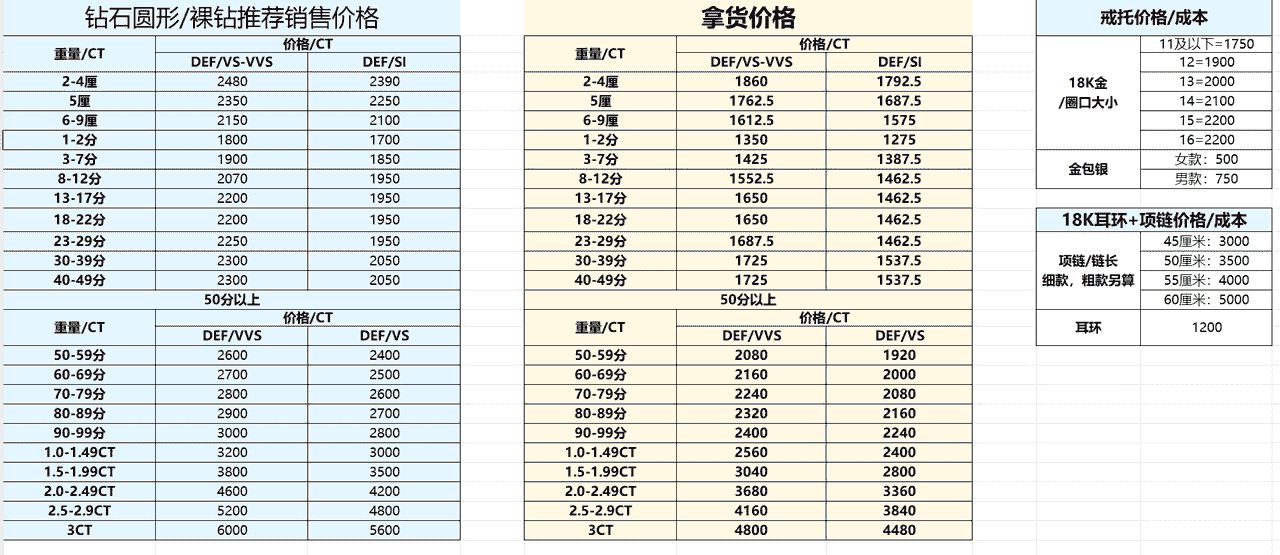 钻石圆形/裸钻推荐销售价格
重量/CT 价格/CT
DEF/VS-VVS DEF/SI
2-4厘 2480 2390
5厘 2350 2250
6-9厘 2150 2100
1-2分 1800 1700
3-7分 1900 1850
8-12分 2070 1950
13-17分 2200 1950
18-22分 2200 1950
23-29分 2250 1950
30-39分 2300 2050
40-49分 2300 2050
50分以上
重量/CT 价格/CT
DEF/VVS DEF/VS
50-59分 2600 2400
60-69分 2700 2500
70-79分 2800 2600
80-89分 2900 2700
90-99分 3000 2800
1.0-1.49CT 3200 3000
1.5-1.99CT 3800 3500
2.0-2.49CT 4600 4200
2.5-2.9CT 5200 4800
3CT 6000 5600
拿货价格
重量/CT 价格/CT
DEF/VS-VVS DEF/SI
2-4厘 1860 1792.5
5厘 1762.5 1687.5
6-9厘 1612.5 1575
1-2分 1350 1275
3-7分 1425 1387.5
8-12分 1552.5 1462.5
13-17分 1650 1462.5
18-22分 1650 1462.5
23-29分 1687.5 1462.5
30-39分 1725 1537.5
40-49分 1725 1537.5
50分以上
重量/CT 价格/CT
DEF/VVS DEF/VS
50-59分 2080 1920
60-69分 2160 2000
70-79分 2240 2080
80-89分 2320 2160
90-99分 2400 2240
1.0-1.49CT 2560 2400
1.5-1.99CT 3040 2800
2.0-2.49CT 3680 3360
2.5-2.9CT 4160 3840
3CT 4800 4480
戒托价格/成本
18K金
/圈口大小
11及以下=1750
12=1900
13=2000
14=2100
15=2200
16=2200
金包银
女款：500
男款：750
18K耳环+项链价格/成本
项链/链长
细款，粗款另算
45厘米：3000
50厘米：3500
55厘米：4000
60厘米：5000
耳环 1200